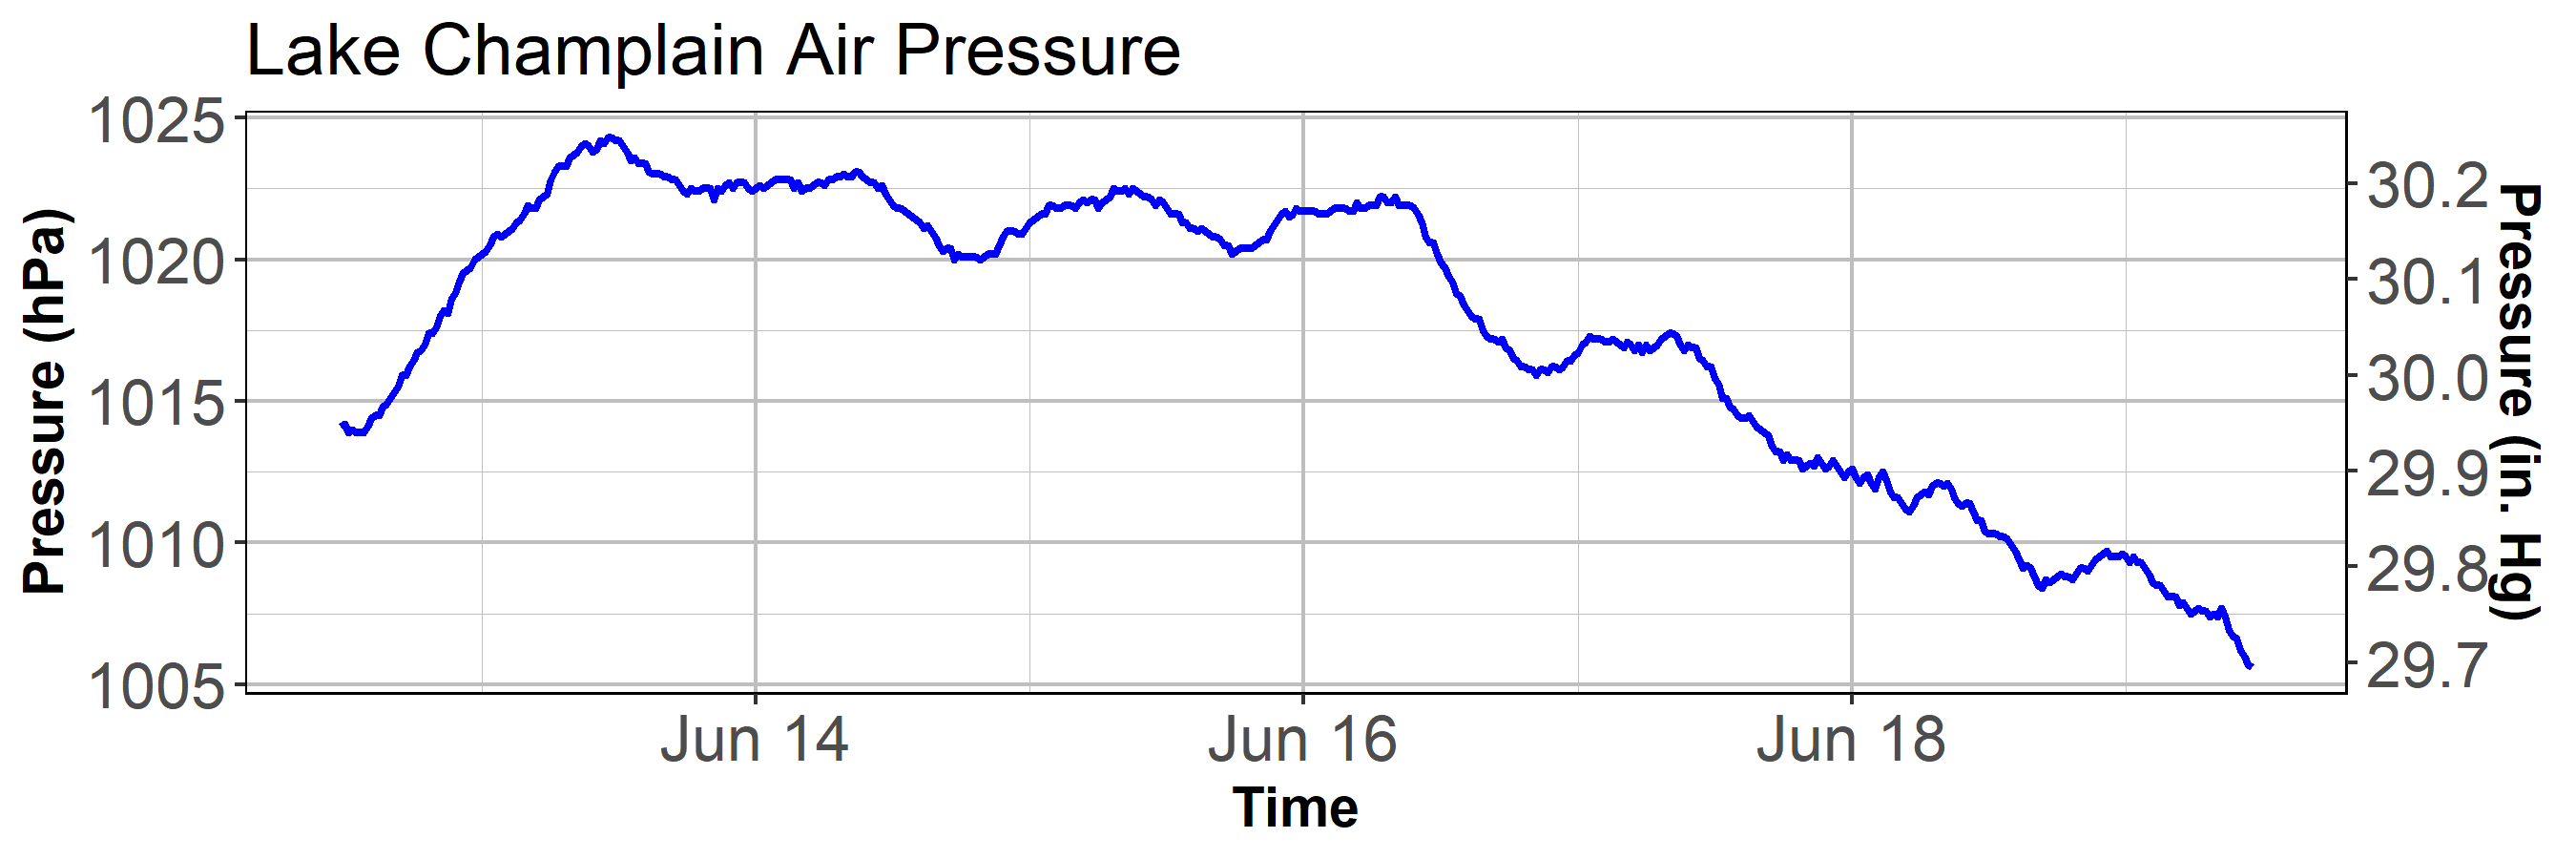 Lake Champlain Air Pressure
Pressure (hPa)
1025
1020
1015
1010
1005
30.2
30.1
30.0
29.9
29.8
29.7
Pressure (in. Hg)
Jun 14
Jun 16
Jun 18
Time